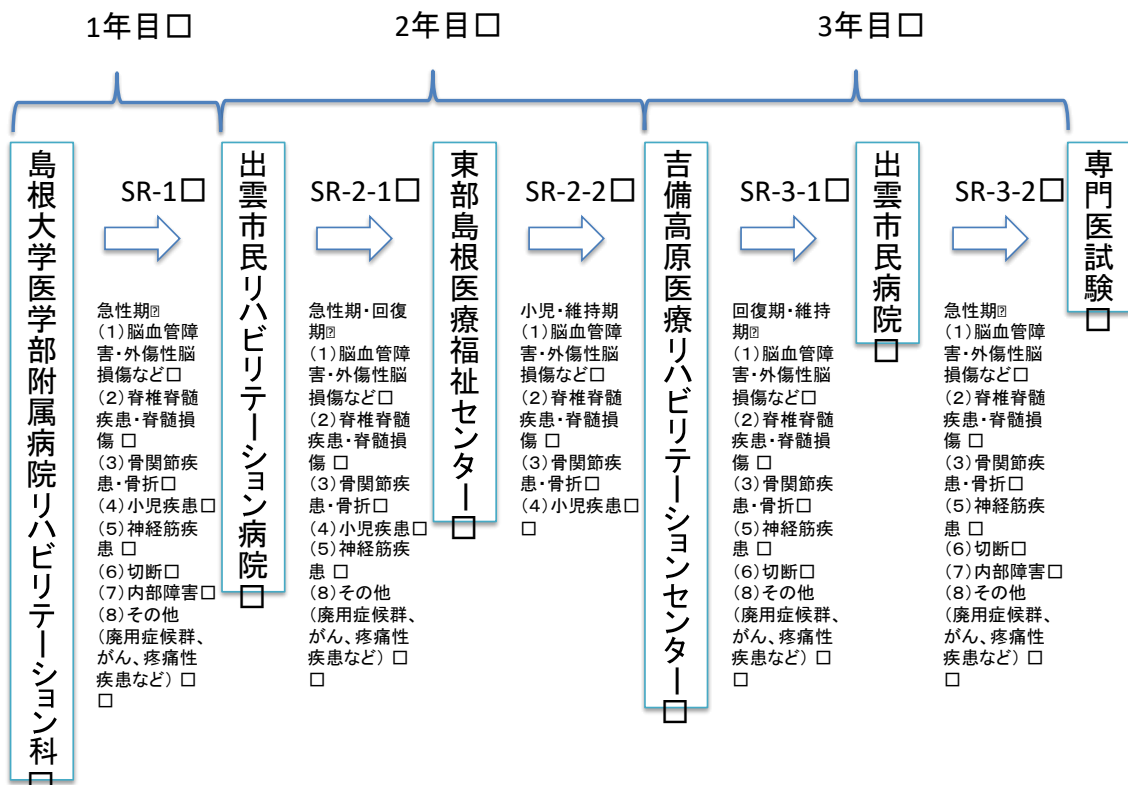 1年目□
2年目□
3年目□
島根大学医学部附属病院リハビリテーション科□
SR-1□
急性期⍰
(1)脳血管障
害・外傷性脳
損傷など□
(2)脊椎脊髄
疾患・脊髄損
傷 □
(3)骨関節疾
患・骨折□
(4)小児疾患□
(5)神経筋疾
患 □
(6)切断□
(7)内部障害□
(8)その他
(廃用症候群、
がん、疼痛性
疾患など) □
□
出雲市民リハビリテーション病院□
SR-2-1□
急性期・回復
期⍰
(1)脳血管障
害・外傷性脳
損傷など□
(2)脊椎脊髄
疾患・脊髄損
傷 □
(3)骨関節疾
患・骨折□
(4)小児疾患□
(5)神経筋疾
患 □
(8)その他
(廃用症候群、
がん、疼痛性
疾患など) □
□
東部島根医療福祉センター□
SR-2-2□
小児・維持期
(1)脳血管障
害・外傷性脳
損傷など□
(2)脊椎脊髄
疾患・脊髄損
傷 □
(3)骨関節疾
患・骨折□
(4)小児疾患□
□
吉備高原医療リハビリテーションセンター□
SR-3-1□
回復期・維持
期⍰
(1)脳血管障
害・外傷性脳
損傷など□
(2)脊椎脊髄
疾患・脊髄損
傷 □
(3)骨関節疾
患・骨折□
(5)神経筋疾
患 □
(6)切断□
(8)その他
(廃用症候群、
がん、疼痛性
疾患など) □
□
出雲市民病院□
SR-3-2□
急性期⍰
(1)脳血管障
害・外傷性脳
損傷など□
(2)脊椎脊髄
疾患・脊髄損
傷 □
(3)骨関節疾
患・骨折□
(5)神経筋疾
患 □
(6)切断□
(7)内部障害□
(8)その他
(廃用症候群、
がん、疼痛性
疾患など) □
□
専門医試験□